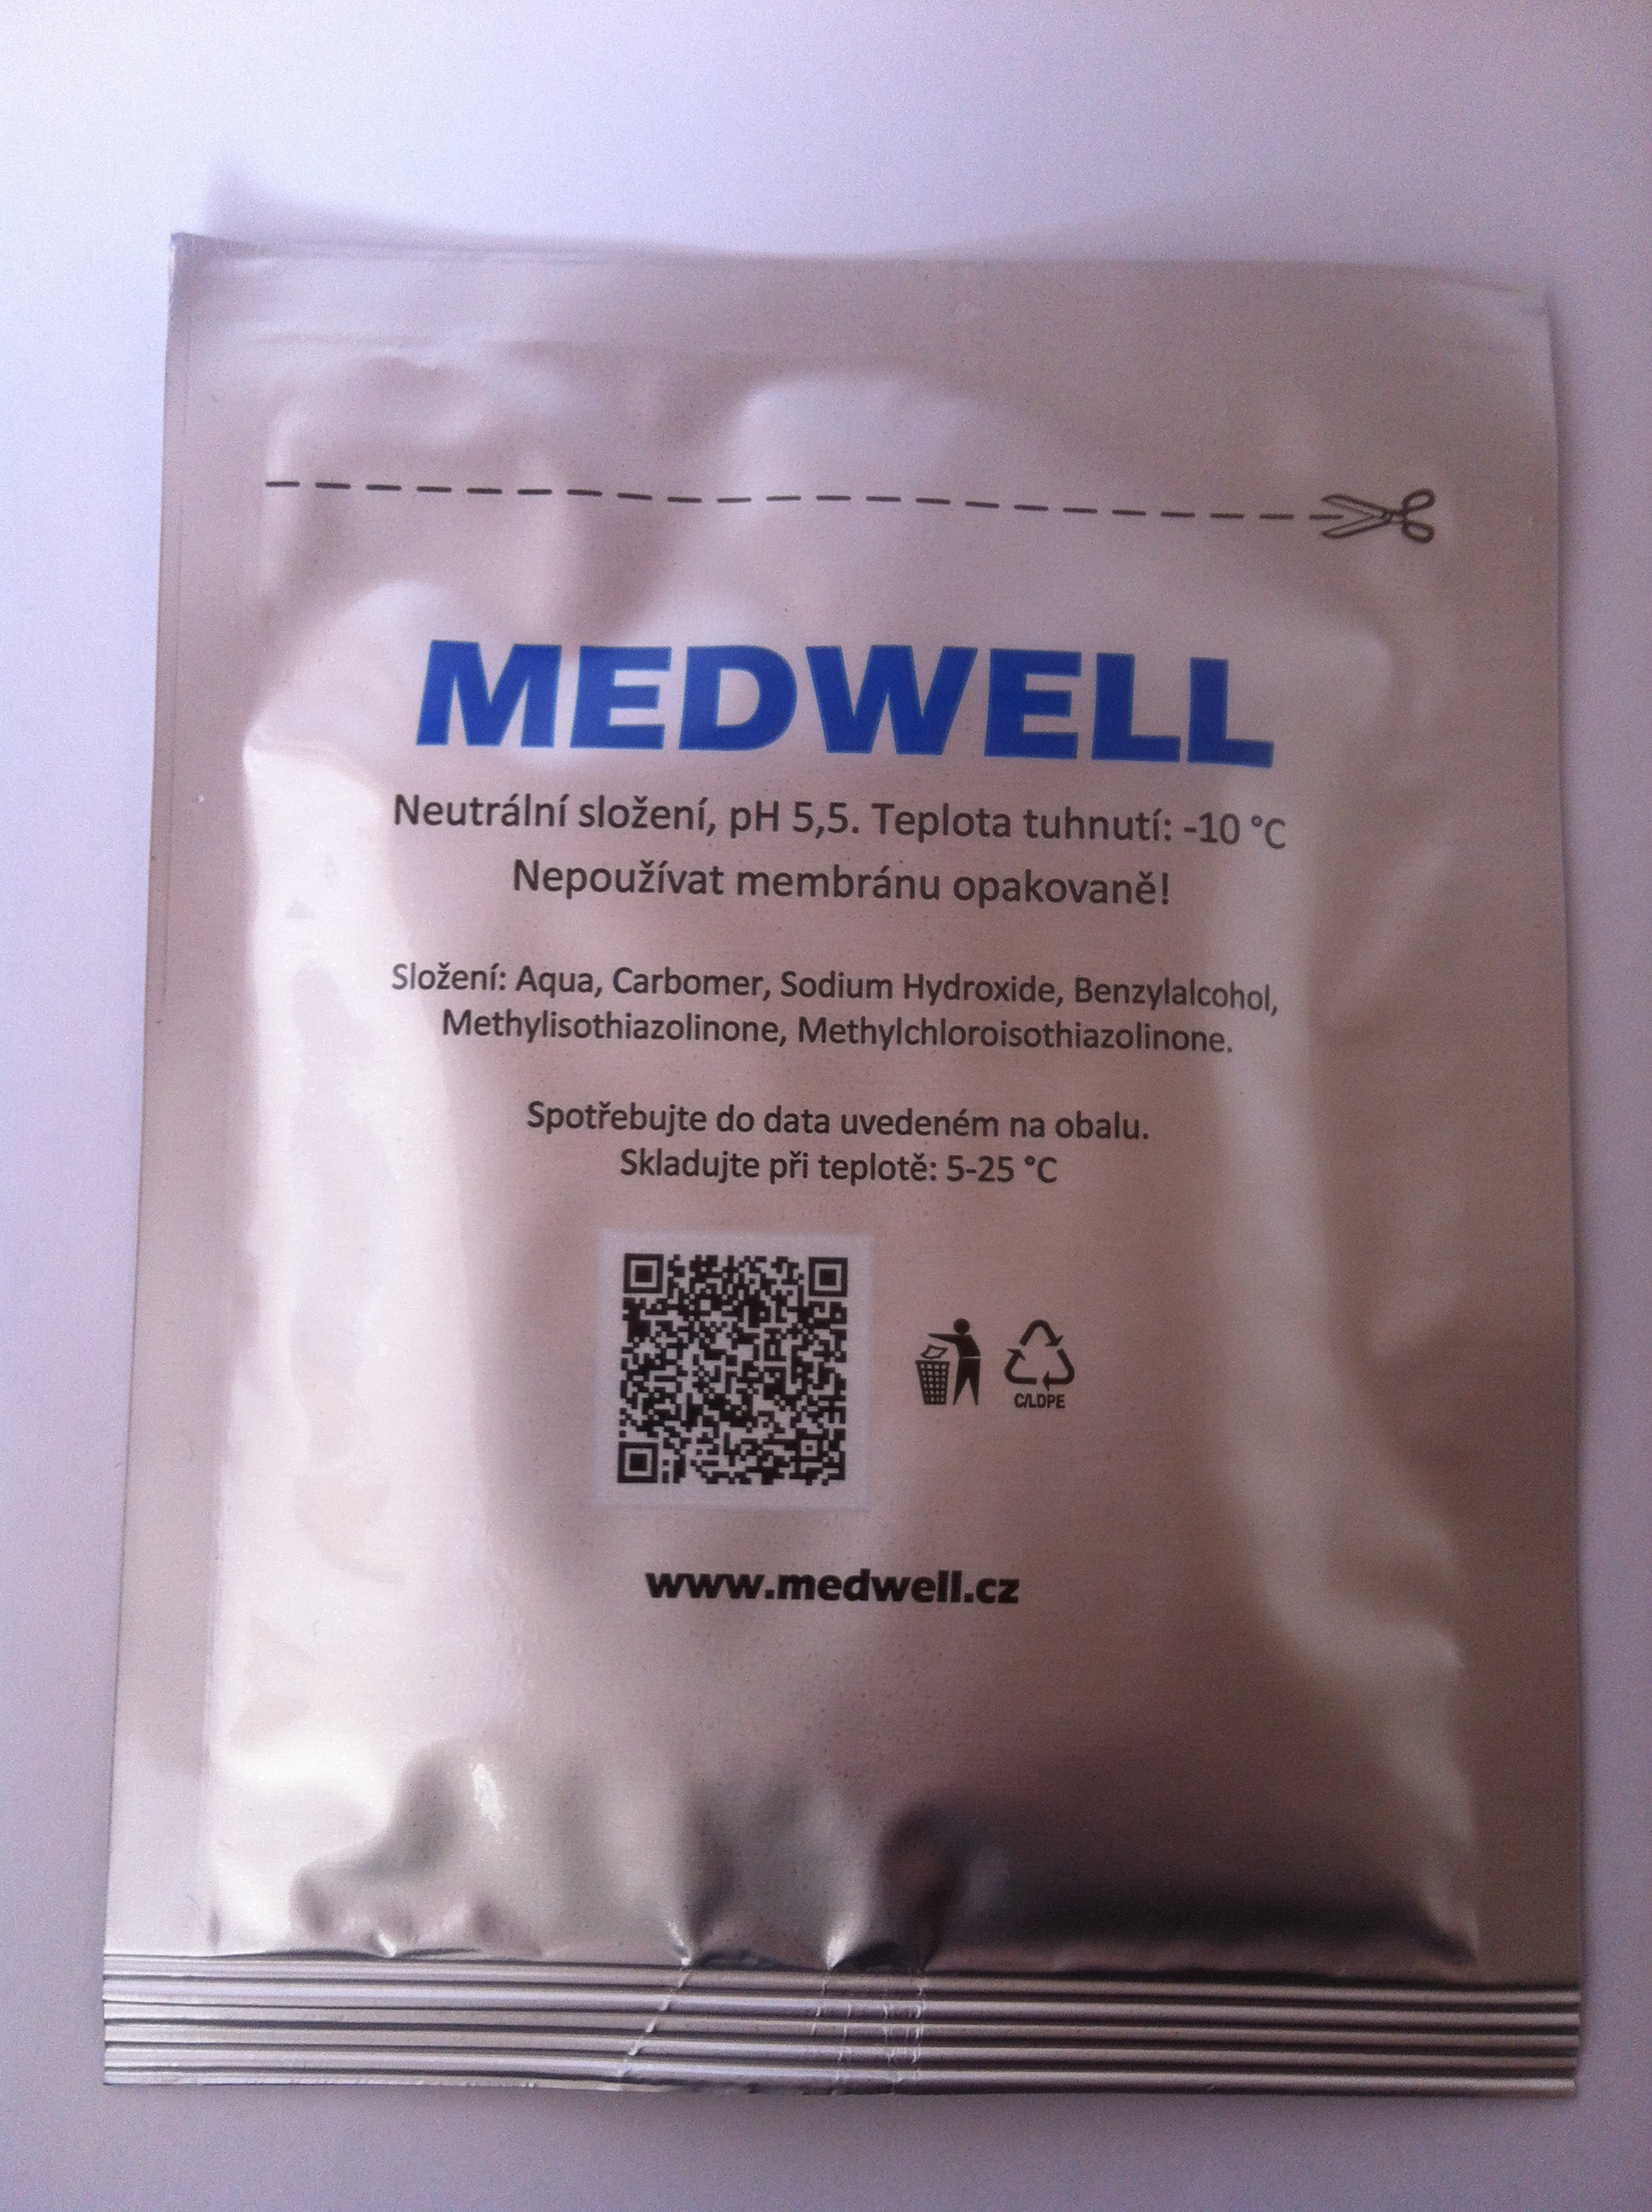 MEDWELL
Neutrální složení, pH 5,5. Teplota tuhnutí: -10 °C
Nepoužívat membránu opakovaně!
Složení: Aqua, Carbomer, Sodium Hydroxide, Benzylalcohol,
Methylisothiazolinone, Methylchloroisothiazolinone.
Spotřebujte do data uvedeném na obalu.
Skladujte při teplotě: 5-25 °C
C/LDPE
www.medwell.cz